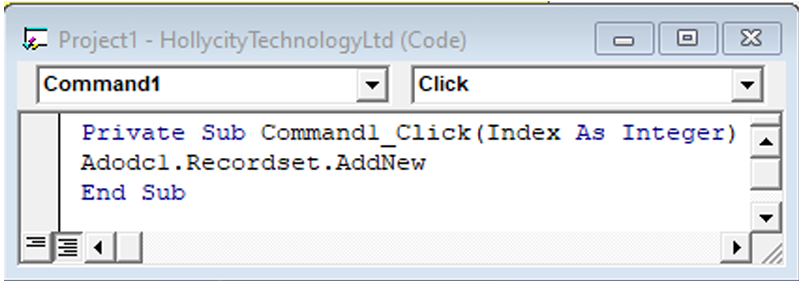 Project1 - HollycityTechnologyLtd (Code)
Command1 Click
Private Sub Command1_Click(Index As Integer)
Adodc1.Recordset.AddNew
End Sub